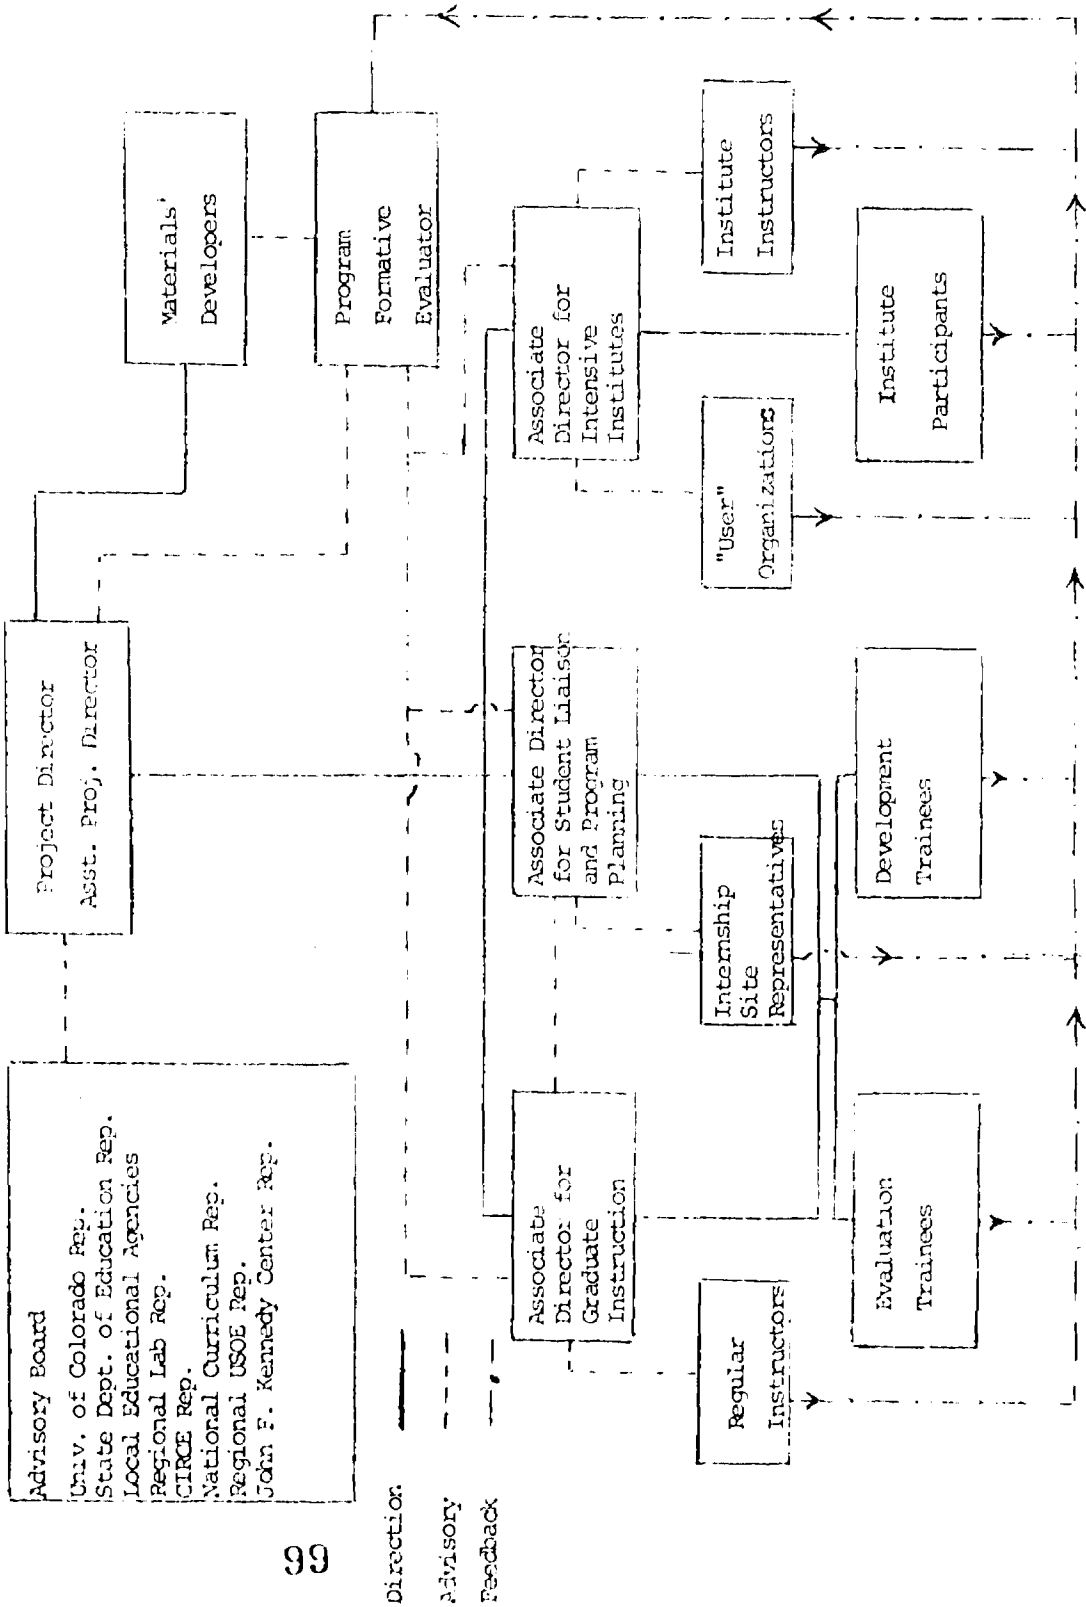 Advisory Board
Univ. of Colorado Rep.
State Dept. of Education Rep.
Local Educational Agencies
Regional Lab Rep.
CIRCE Rep.
National Curriculum Rep.
Regional USOE Rep.
John F. Kennedy Center Rep.
Project Director
Asst. Proj. Director
Materials'
Developers
Program
Formative
Evaluator
Direction
Advisory
Feedback
Associate
Director for
Graduate
Instruction
Associate Director
for Student Liaison
and Program
Planning
Associate
Director for
Intensive
Institutes
Regular
Instructors
Internship
Site
Representatives
"User"
Organizations
Institute
Instructors
Evaluation
Trainees
Development
Trainees
Institute
Participants
99